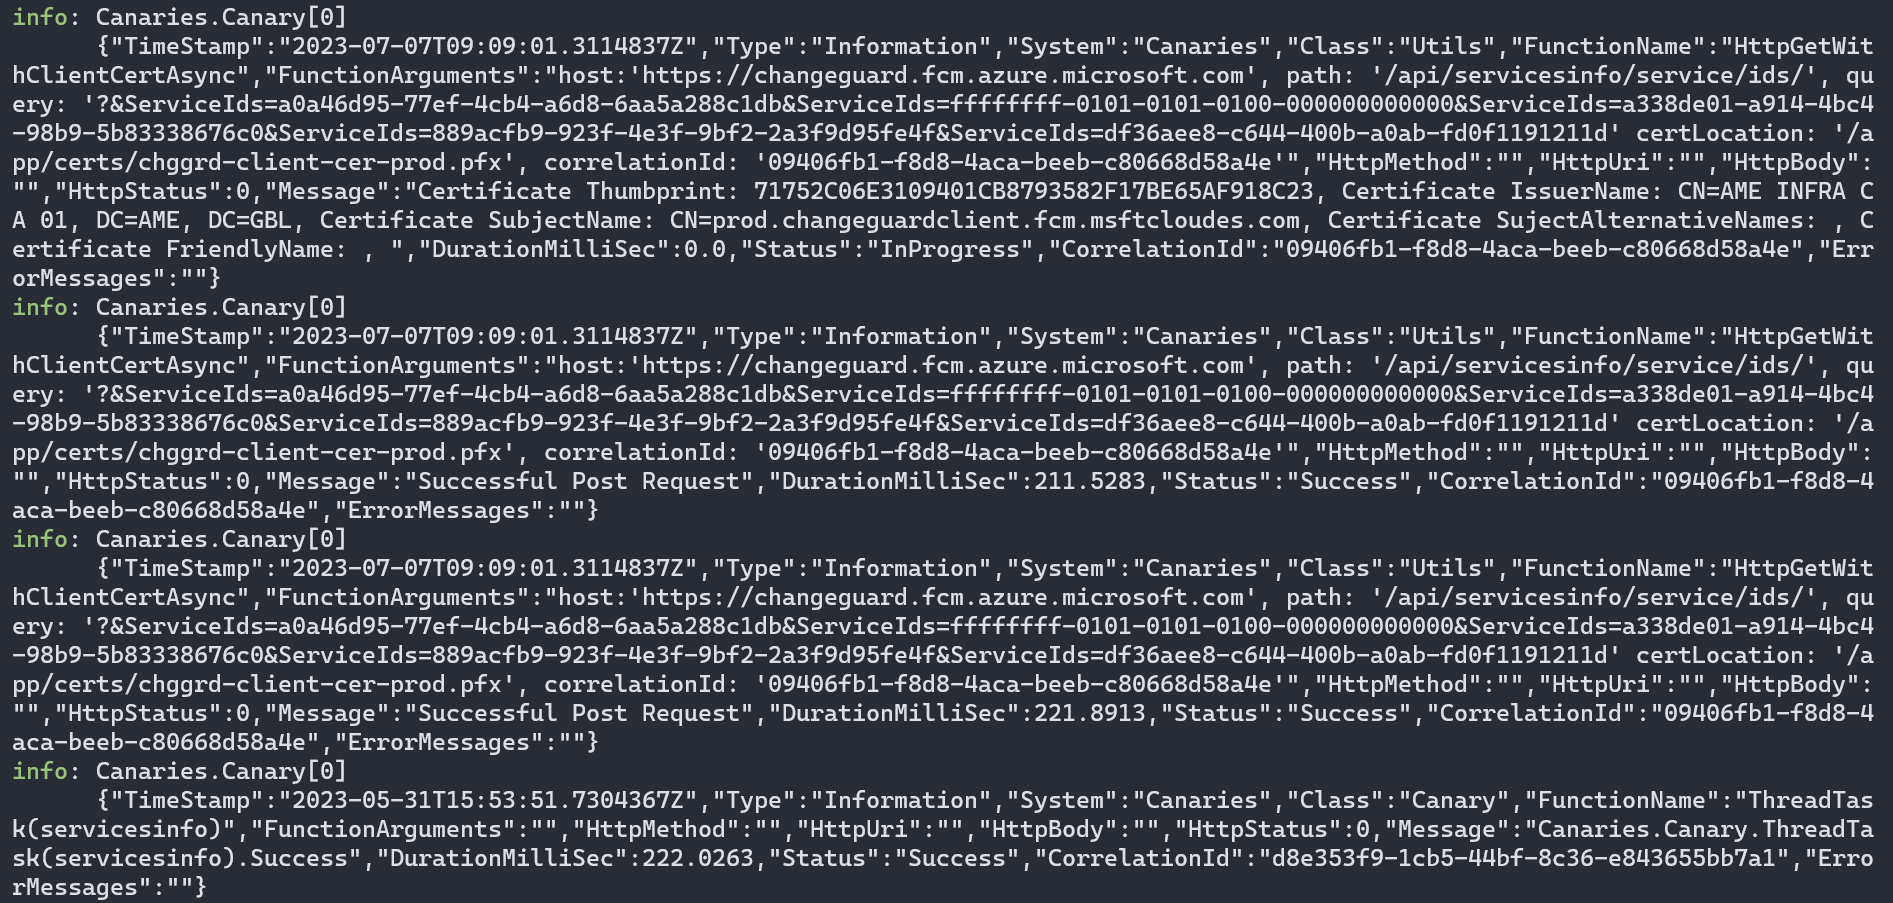 info: Canaries.Canary[0]
      {"TimeStamp":"2023-07-07T09:09:01.3114837Z","Type":"Information","System":"Canaries","Class":"Utils","FunctionName":"HttpGetWit
hClientCertAsync","FunctionArguments":"host:'https://changeguard.fcm.azure.microsoft.com', path: '/api/servicesinfo/service/ids/', qu
ery: '?&ServiceIds=a0a46d95-77ef-4cb4-a6d8-6aa5a288c1db&ServiceIds=ffffffff-0101-0101-0100-000000000000&ServiceIds=a338de01-a914-4bc4
-98b9-5b83338676c0&ServiceIds=889acfb9-923f-4e3f-9bf2-2a3f9d95fe4f&ServiceIds=df36aee8-c644-400b-a0ab-fd0f1191211d' certLocation: '/a
pp/certs/chggrd-client-cer-prod.pfx', correlationId: '09406fb1-f8d8-4aca-beeb-c80668d58a4e'","HttpMethod":"","HttpUri":"","HttpBody":
"","HttpStatus":0,"Message":"Certificate Thumbprint: 71752C06E3109401CB8793582F17BE65AF918C23, Certificate IssuerName: CN=AME INFRA C
A 01, DC=AME, DC=GBL, Certificate SubjectName: CN=prod.changeguardclient.fcm.msftcloudes.com, Certificate SujectAlternativeNames: , C
ertificate FriendlyName: , ","DurationMilliSec":0.0,"Status":"InProgress","CorrelationId":"09406fb1-f8d8-4aca-beeb-c80668d58a4e","Err
orMessages":""}
info: Canaries.Canary[0]
      {"TimeStamp":"2023-07-07T09:09:01.3114837Z","Type":"Information","System":"Canaries","Class":"Utils","FunctionName":"HttpGetWit
hClientCertAsync","FunctionArguments":"host:'https://changeguard.fcm.azure.microsoft.com', path: '/api/servicesinfo/service/ids/', qu
ery: '?&ServiceIds=a0a46d95-77ef-4cb4-a6d8-6aa5a288c1db&ServiceIds=ffffffff-0101-0101-0100-000000000000&ServiceIds=a338de01-a914-4bc4
-98b9-5b83338676c0&ServiceIds=889acfb9-923f-4e3f-9bf2-2a3f9d95fe4f&ServiceIds=df36aee8-c644-400b-a0ab-fd0f1191211d' certLocation: '/a
pp/certs/chggrd-client-cer-prod.pfx', correlationId: '09406fb1-f8d8-4aca-beeb-c80668d58a4e'","HttpMethod":"","HttpUri":"","HttpBody":
"","HttpStatus":0,"Message":"Successful Post Request","DurationMilliSec":211.5283,"Status":"Success","CorrelationId":"09406fb1-f8d8-4
aca-beeb-c80668d58a4e","ErrorMessages":""}
info: Canaries.Canary[0]
      {"TimeStamp":"2023-07-07T09:09:01.3114837Z","Type":"Information","System":"Canaries","Class":"Utils","FunctionName":"HttpGetWit
hClientCertAsync","FunctionArguments":"host:'https://changeguard.fcm.azure.microsoft.com', path: '/api/servicesinfo/service/ids/', qu
ery: '?&ServiceIds=a0a46d95-77ef-4cb4-a6d8-6aa5a288c1db&ServiceIds=ffffffff-0101-0101-0100-000000000000&ServiceIds=a338de01-a914-4bc4
-98b9-5b83338676c0&ServiceIds=889acfb9-923f-4e3f-9bf2-2a3f9d95fe4f&ServiceIds=df36aee8-c644-400b-a0ab-fd0f1191211d' certLocation: '/a
pp/certs/chggrd-client-cer-prod.pfx', correlationId: '09406fb1-f8d8-4aca-beeb-c80668d58a4e'","HttpMethod":"","HttpUri":"","HttpBody":
"","HttpStatus":0,"Message":"Successful Post Request","DurationMilliSec":221.8913,"Status":"Success","CorrelationId":"09406fb1-f8d8-4
aca-beeb-c80668d58a4e","ErrorMessages":""}
info: Canaries.Canary[0]
      {"TimeStamp":"2023-05-31T15:53:51.7304367Z","Type":"Information","System":"Canaries","Class":"Canary","FunctionName":"ThreadTas
k(servicesinfo)","FunctionArguments":"","HttpMethod":"","HttpUri":"","HttpBody":"","HttpStatus":0,"Message":"Canaries.Canary.ThreadTa
sk(servicesinfo).Success","DurationMilliSec":222.0263,"Status":"Success","CorrelationId":"d8e353f9-1cb5-44bf-8c36-e843655bb7a1","Erro
rMessages":""}